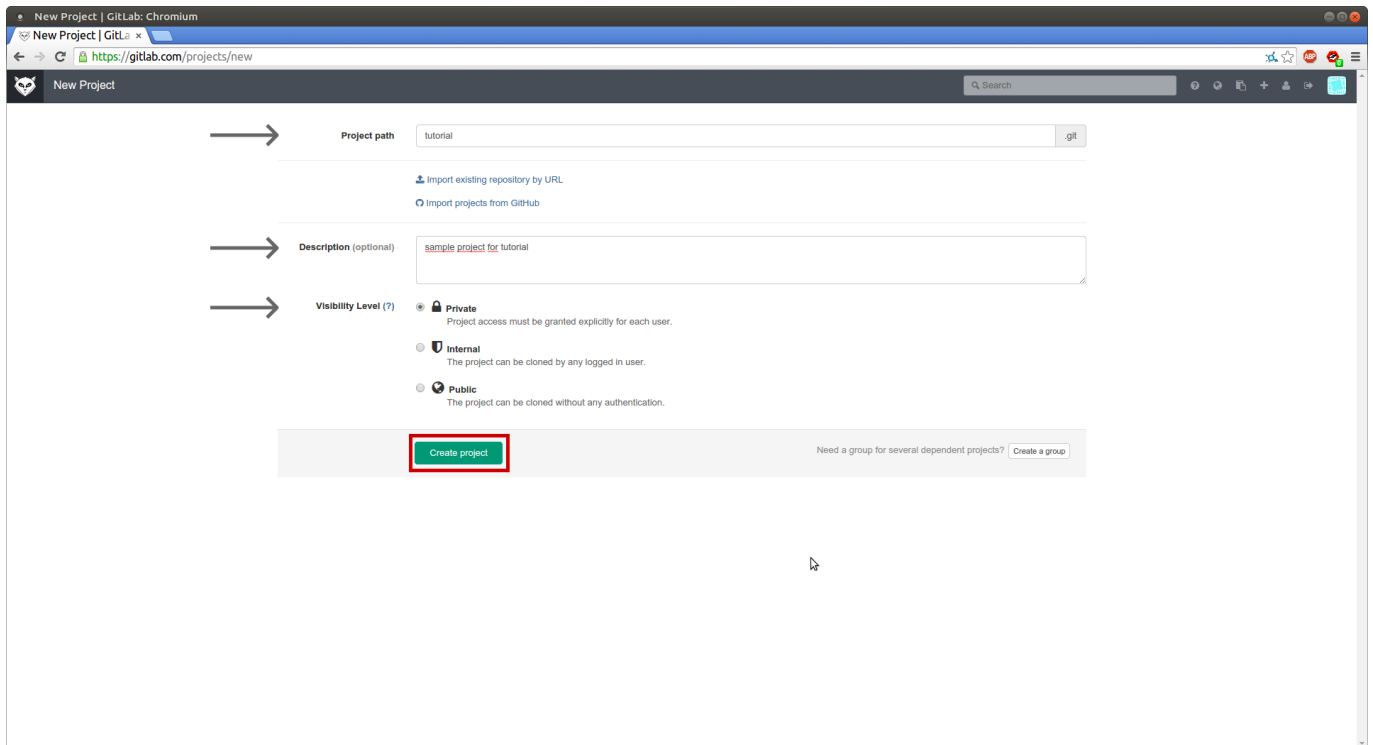 New Project | GitLab: Chromium
New Project | GitLa
https://gitlab.com/projects/new
ABP
New Project
Search
Project path
tutorial
.git
Import existing repository by URL
Import projects from GitHub
Description (optional)
sample project for tutorial
Visibility Level (?)
Private
Project access must be granted explicitly for each user.
Internal
The project can be cloned by any logged in user.
Public
The project can be cloned without any authentication.
Create project
Need a group for several dependent projects?
Create a group